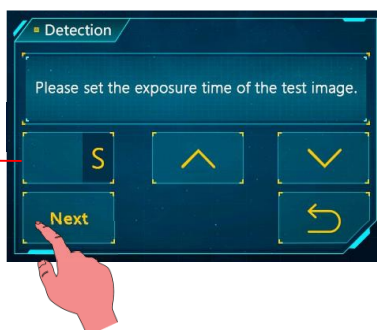 Detection
Please set the exposure time of the test image.
S
Next